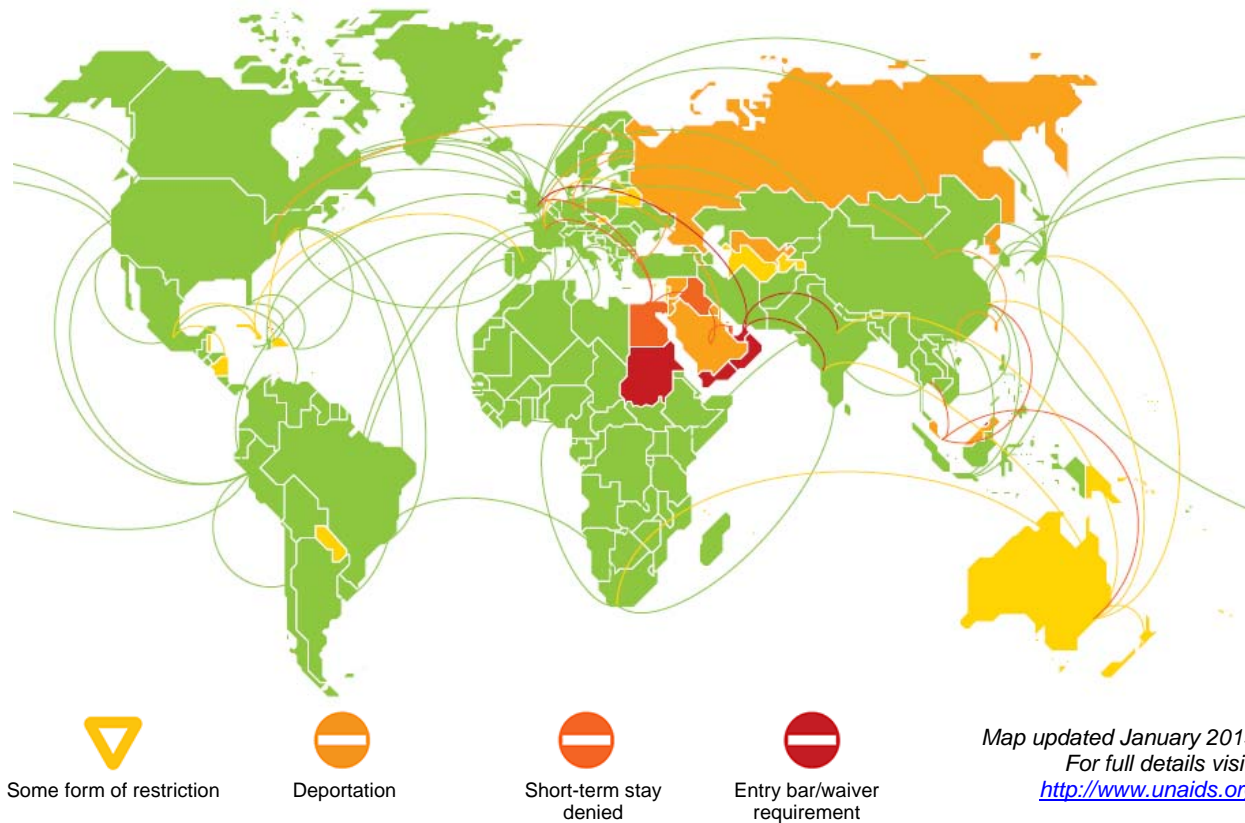 Some form of restriction
Deportation
Short-term stay
denied
Entry bar/waiver
requirement
Map updated January 201
For full details visi
http://www.unaids.or